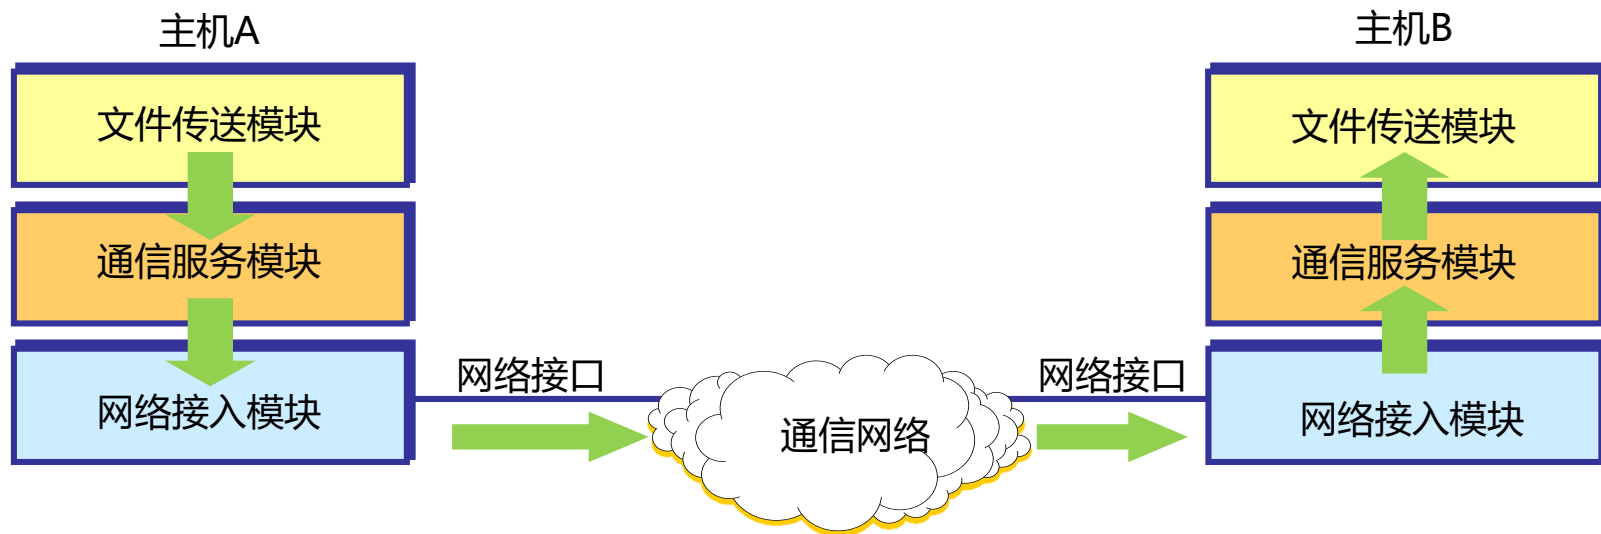 主机A
主机B
文件传送模块
文件传送模块
通信服务模块
通信服务模块
网络接口
网络接口
网络接入模块
通信网络
网络接入模块